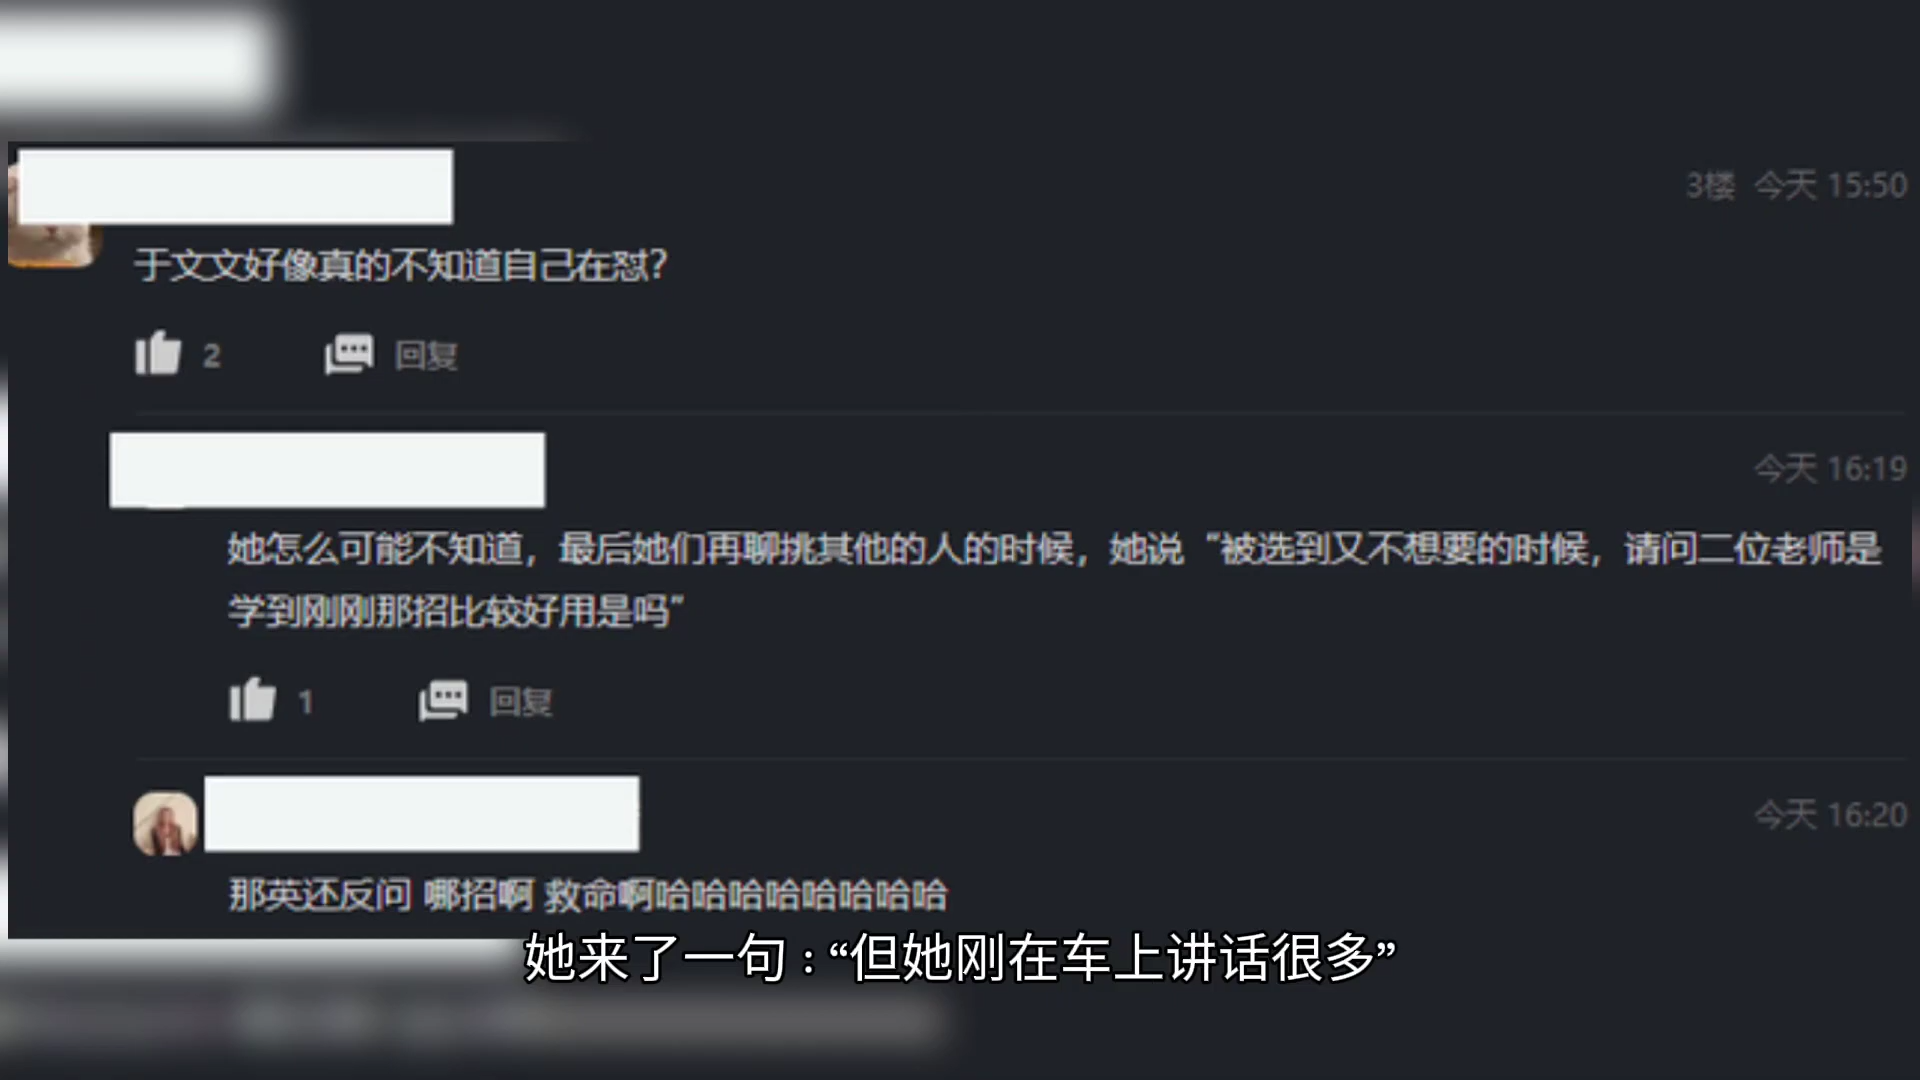 3楼 今天 15:50
于文文好像真的不知道自己在怼?
2 回复
今天 16:19
她怎么可能不知道，最后她们再聊挑其他的人的时候，她说“被选到又不想要的时候，请问二位老师是
学到刚刚那招比较好用是吗”
1 回复
今天 16:20
那英还反问 哪招啊 救命啊哈哈哈哈哈哈哈哈
她来了一句：“但她刚在车上讲话很多”